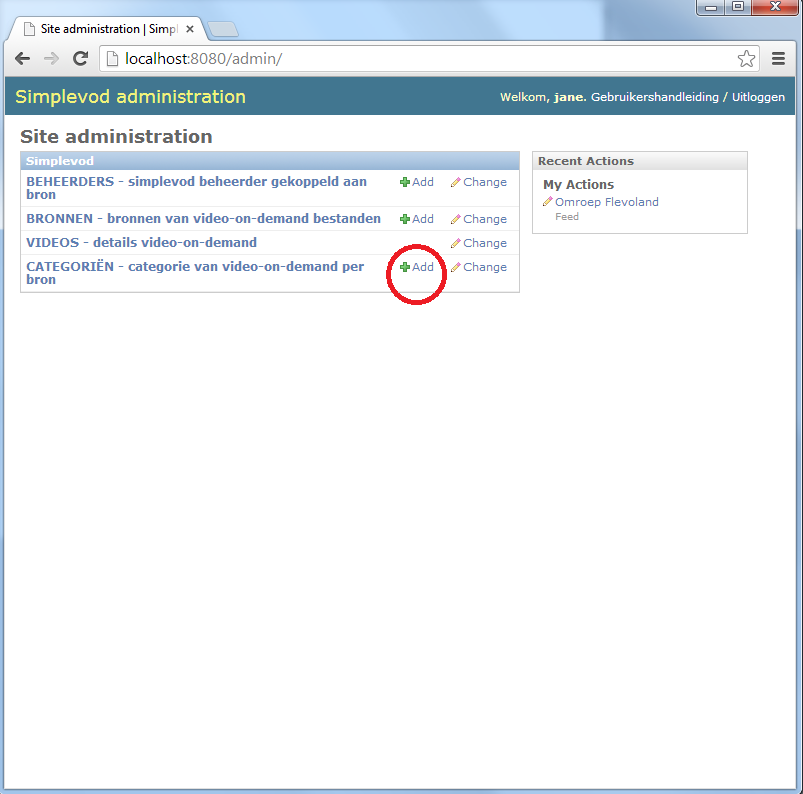 Site administration | Simpl
localhost:8080/admin/
Simplevod administration
Welkom, jane. Gebruikershandleiding / Uitloggen
Site administration
Simplevod
BEHEERDERS - simplevod beheerder gekoppeld aan
bron
Add
Change
BRONNEN - bronnen van video-on-demand bestanden
Add
Change
VIDEOS - details video-on-demand
Change
CATEGORIËN - categorie van video-on-demand per
bron
Add
Change
Recent Actions
My Actions
Omroep Flevoland
Feed